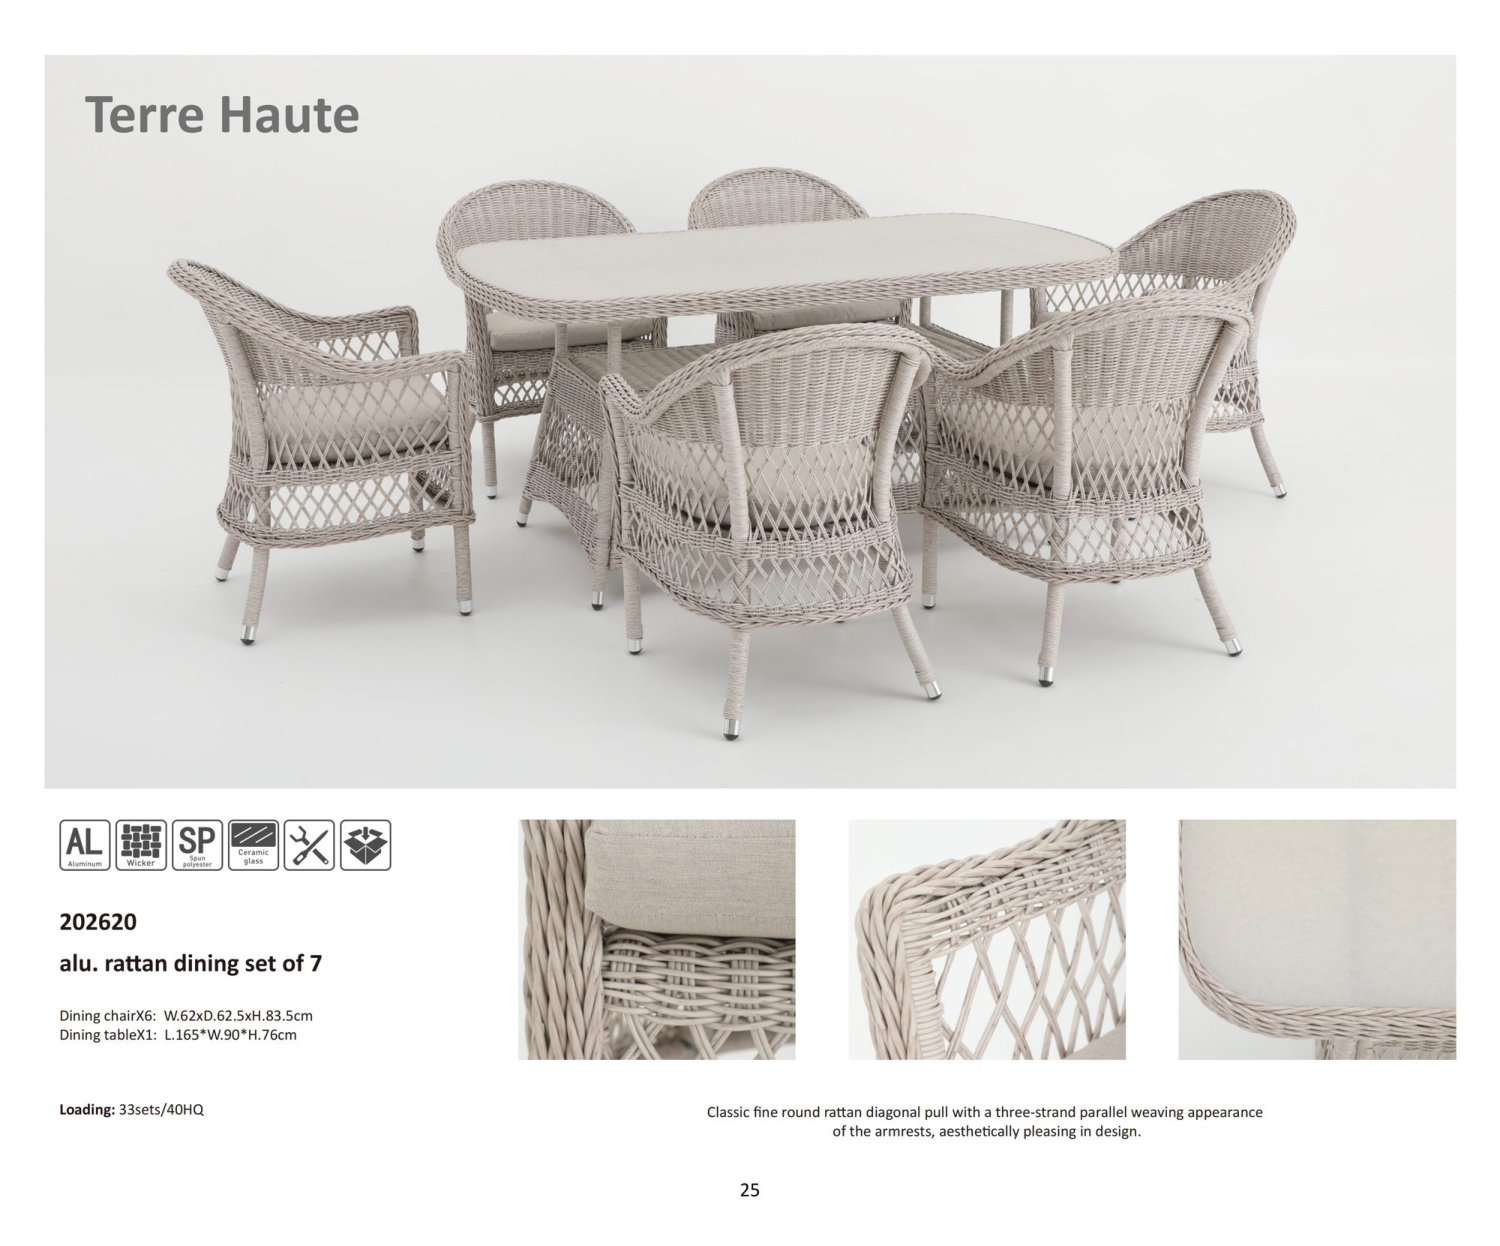 Terre Haute
AL
Aluminum
Wicker
SP
Spun
polyester
Ceramic
glass
202620
alu. rattan dining set of 7
Dining chairX6: W.62xD.62.5xH.83.5cm
Dining tableX1: L.165*W.90*H.76cm
Loading: 33sets/40HQ
Classic fine round rattan diagonal pull with a three-strand parallel weaving appearance
of the armrests, aesthetically pleasing in design.
25